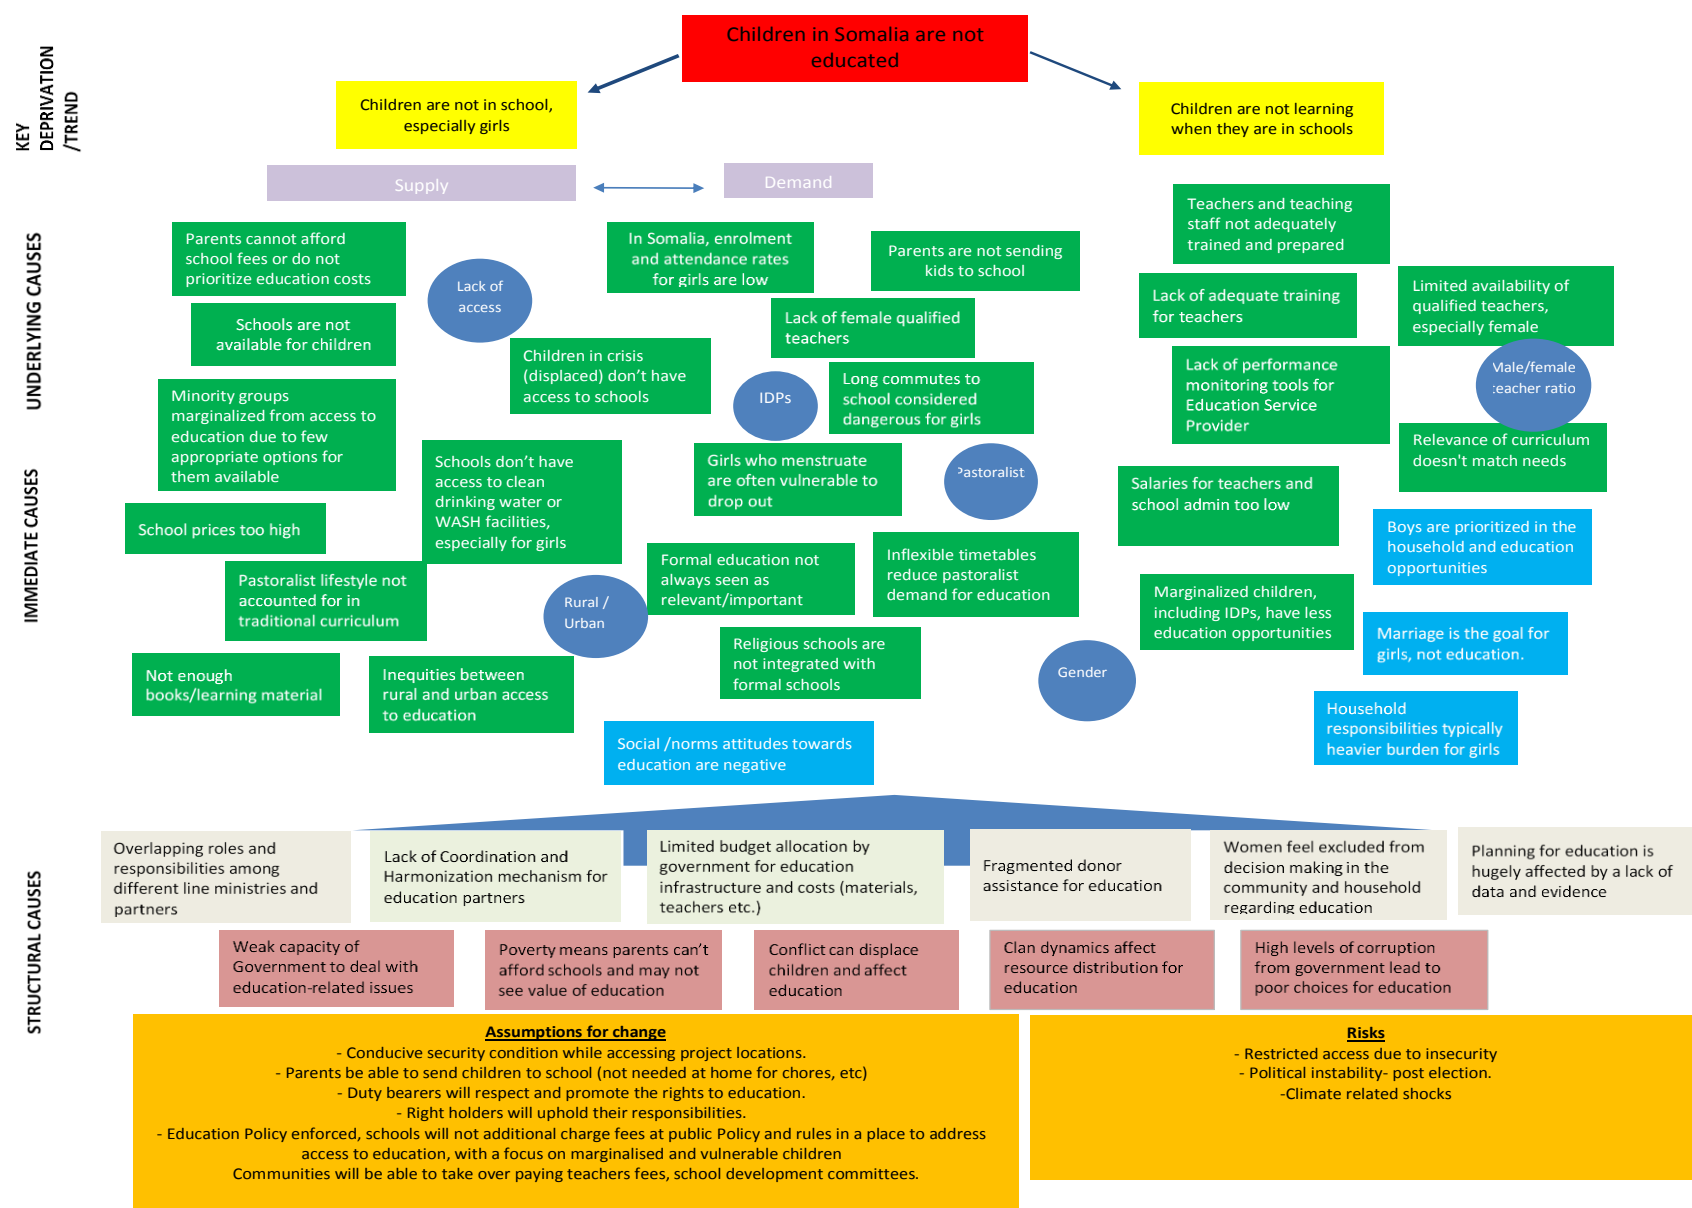 Children in Somalia are not
educated
KEY
DEPRIVATION
/TREND
Children are not in school,
especially girls
Children are not learning
when they are in schools
Supply
Demand
UNDERLYING CAUSES
Parents cannot afford
school fees or do not
prioritize education costs
Lack of
access
In Somalia, enrolment
and attendance rates
for girls are low
Parents are not sending
kids to school
Schools are not
available for children
Lack of female qualified
teachers
Children in crisis
(displaced) don’t have
access to schools
IDPs
Long commutes to
school considered
dangerous for girls
Minority groups
marginalized from access to
education due to few
appropriate options for
them available
Teachers and teaching
staff not adequately
trained and prepared
Lack of adequate training
for teachers
Limited availability of
qualified teachers,
especially female
Lack of performance
monitoring tools for
Education Service
Provider
Male/female
teacher ratio
Relevance of curriculum
doesn't match needs
IMMEDIATE CAUSES
Schools don’t have
access to clean
drinking water or
WASH facilities,
especially for girls
Girls who menstruate
are often vulnerable to
drop out
Pastoralist
School prices too high
Pastoralist lifestyle not
accounted for in
traditional curriculum
Rural /
Urban
Formal education not
always seen as
relevant/important
Inflexible timetables
reduce pastoralist
demand for education
Not enough
books/learning material
Inequities between
rural and urban access
to education
Religious schools are
not integrated with
formal schools
Gender
Social /norms attitudes towards
education are negative
Salaries for teachers and
school admin too low
Boys are prioritized in the
household and education
opportunities
Marginalized children,
including IDPs, have less
education opportunities
Marriage is the goal for
girls, not education.
Household
responsibilities typically
heavier burden for girls
STRUCTURAL CAUSES
Overlapping roles and
responsibilities among
different line ministries and
partners
Lack of Coordination and
Harmonization mechanism for
education partners
Limited budget allocation by
government for education
infrastructure and costs (materials,
teachers etc.)
Fragmented donor
assistance for education
Women feel excluded from
decision making in the
community and household
regarding education
Planning for education is
hugely affected by a lack of
data and evidence
Weak capacity of
Government to deal with
education-related issues
Poverty means parents can’t
afford schools and may not
see value of education
Conflict can displace
children and affect
education
Clan dynamics affect
resource distribution for
education
High levels of corruption
from government lead to
poor choices for education
Assumptions for change
- Conducive security condition while accessing project locations.
- Parents be able to send children to school (not needed at home for chores, etc)
- Duty bearers will respect and promote the rights to education.
- Right holders will uphold their responsibilities.
- Education Policy enforced, schools will not additional charge fees at public Policy and rules in a place to address
access to education, with a focus on marginalised and vulnerable children
Communities will be able to take over paying teachers fees, school development committees.
Risks
- Restricted access due to insecurity
- Political instability- post election.
-Climate related shocks